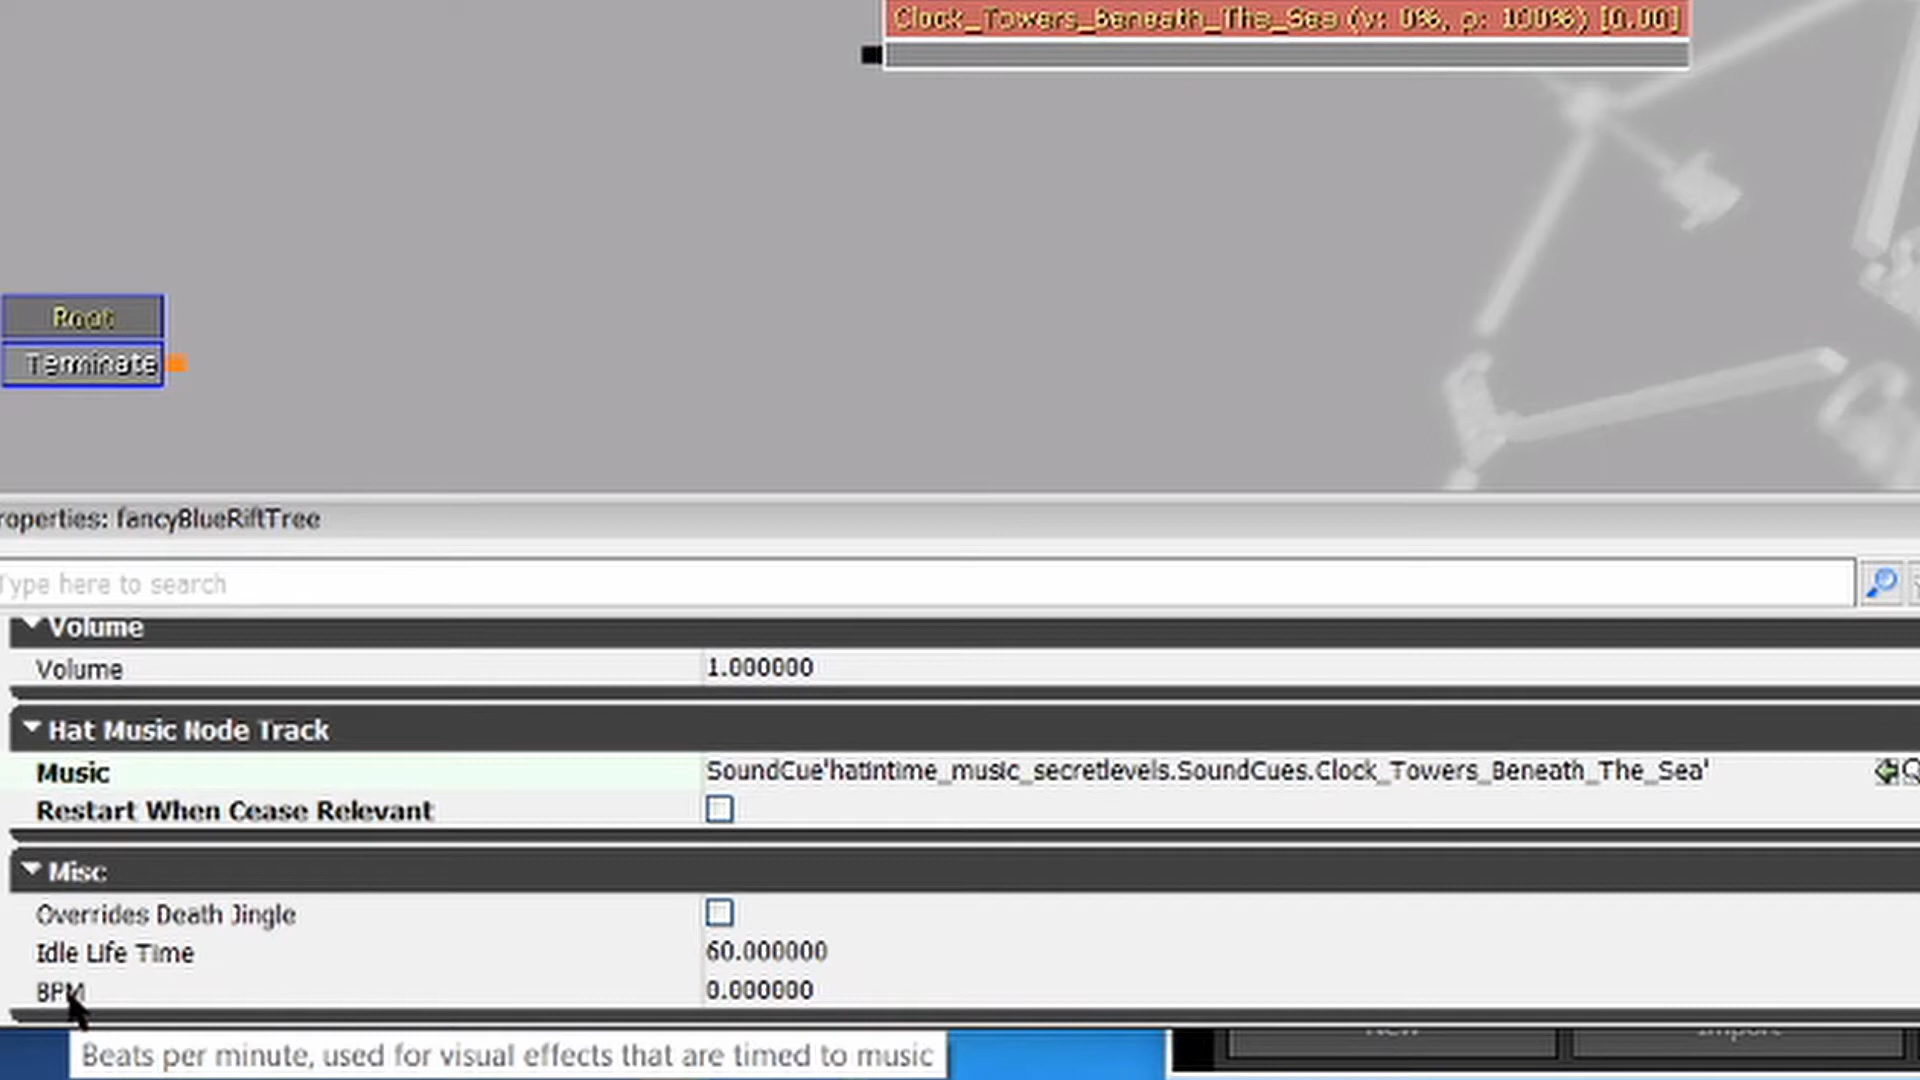 Clock_Towers_Beneath_The_Sea (v: 0%, p: 100%) [0.00]
Root
Terminate
roperties: fancyBlueRiftTree
Type here to search
Volume
Volume 1.000000
Hat Music Node Track
Music SoundCue'hatintime_music_secretlevels.SoundCues.Clock_Towers_Beneath_The_Sea'
Restart When Cease Relevant
Misc
Overrides Death Jingle
Idle Life Time 60.000000
BPM 0.000000
New Import
Beats per minute, used for visual effects that are timed to music